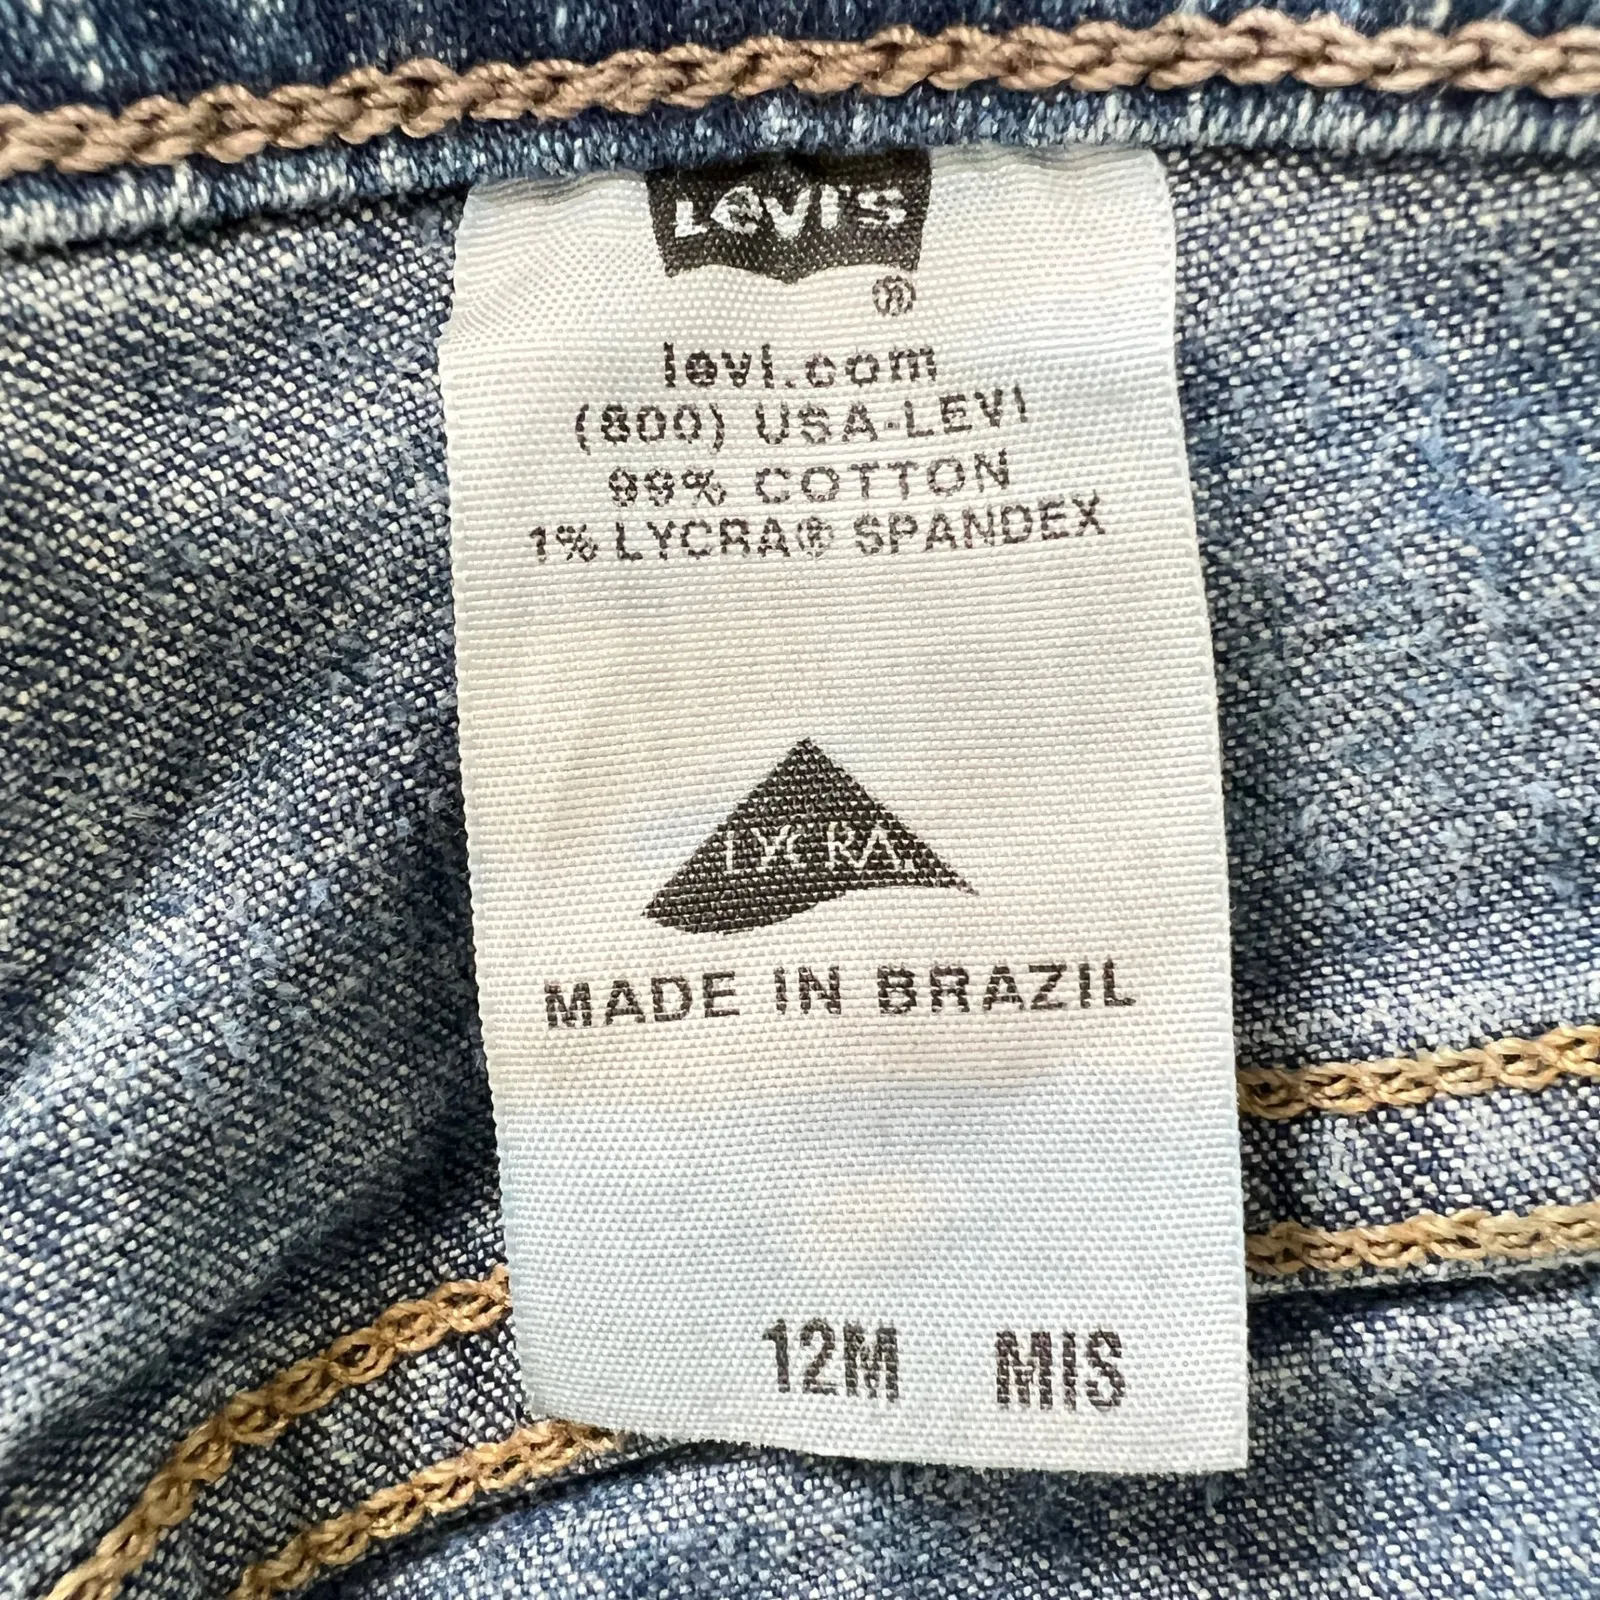 Levi's
®
levi.com
(800) USA-LEVI
99% COTTON
1% LYCRA® SPANDEX
LYCRA.
MADE IN BRAZIL
12M MIS